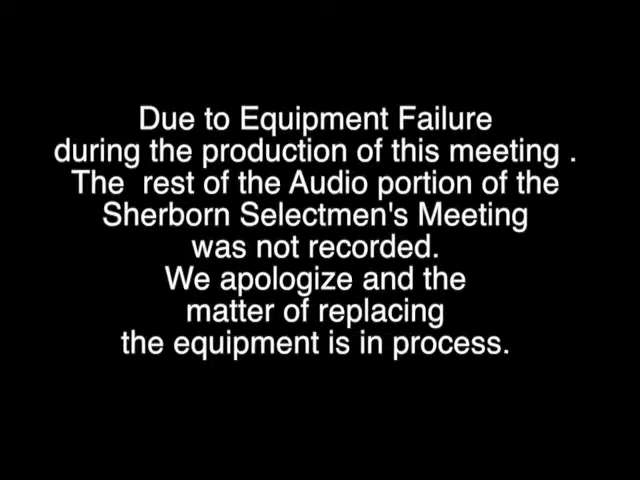 Due to Equipment Failure
during the production of this meeting .
The  rest of the Audio portion of the
Sherborn Selectmen's Meeting
was not recorded.
We apologize and the
matter of replacing
the equipment is in process.